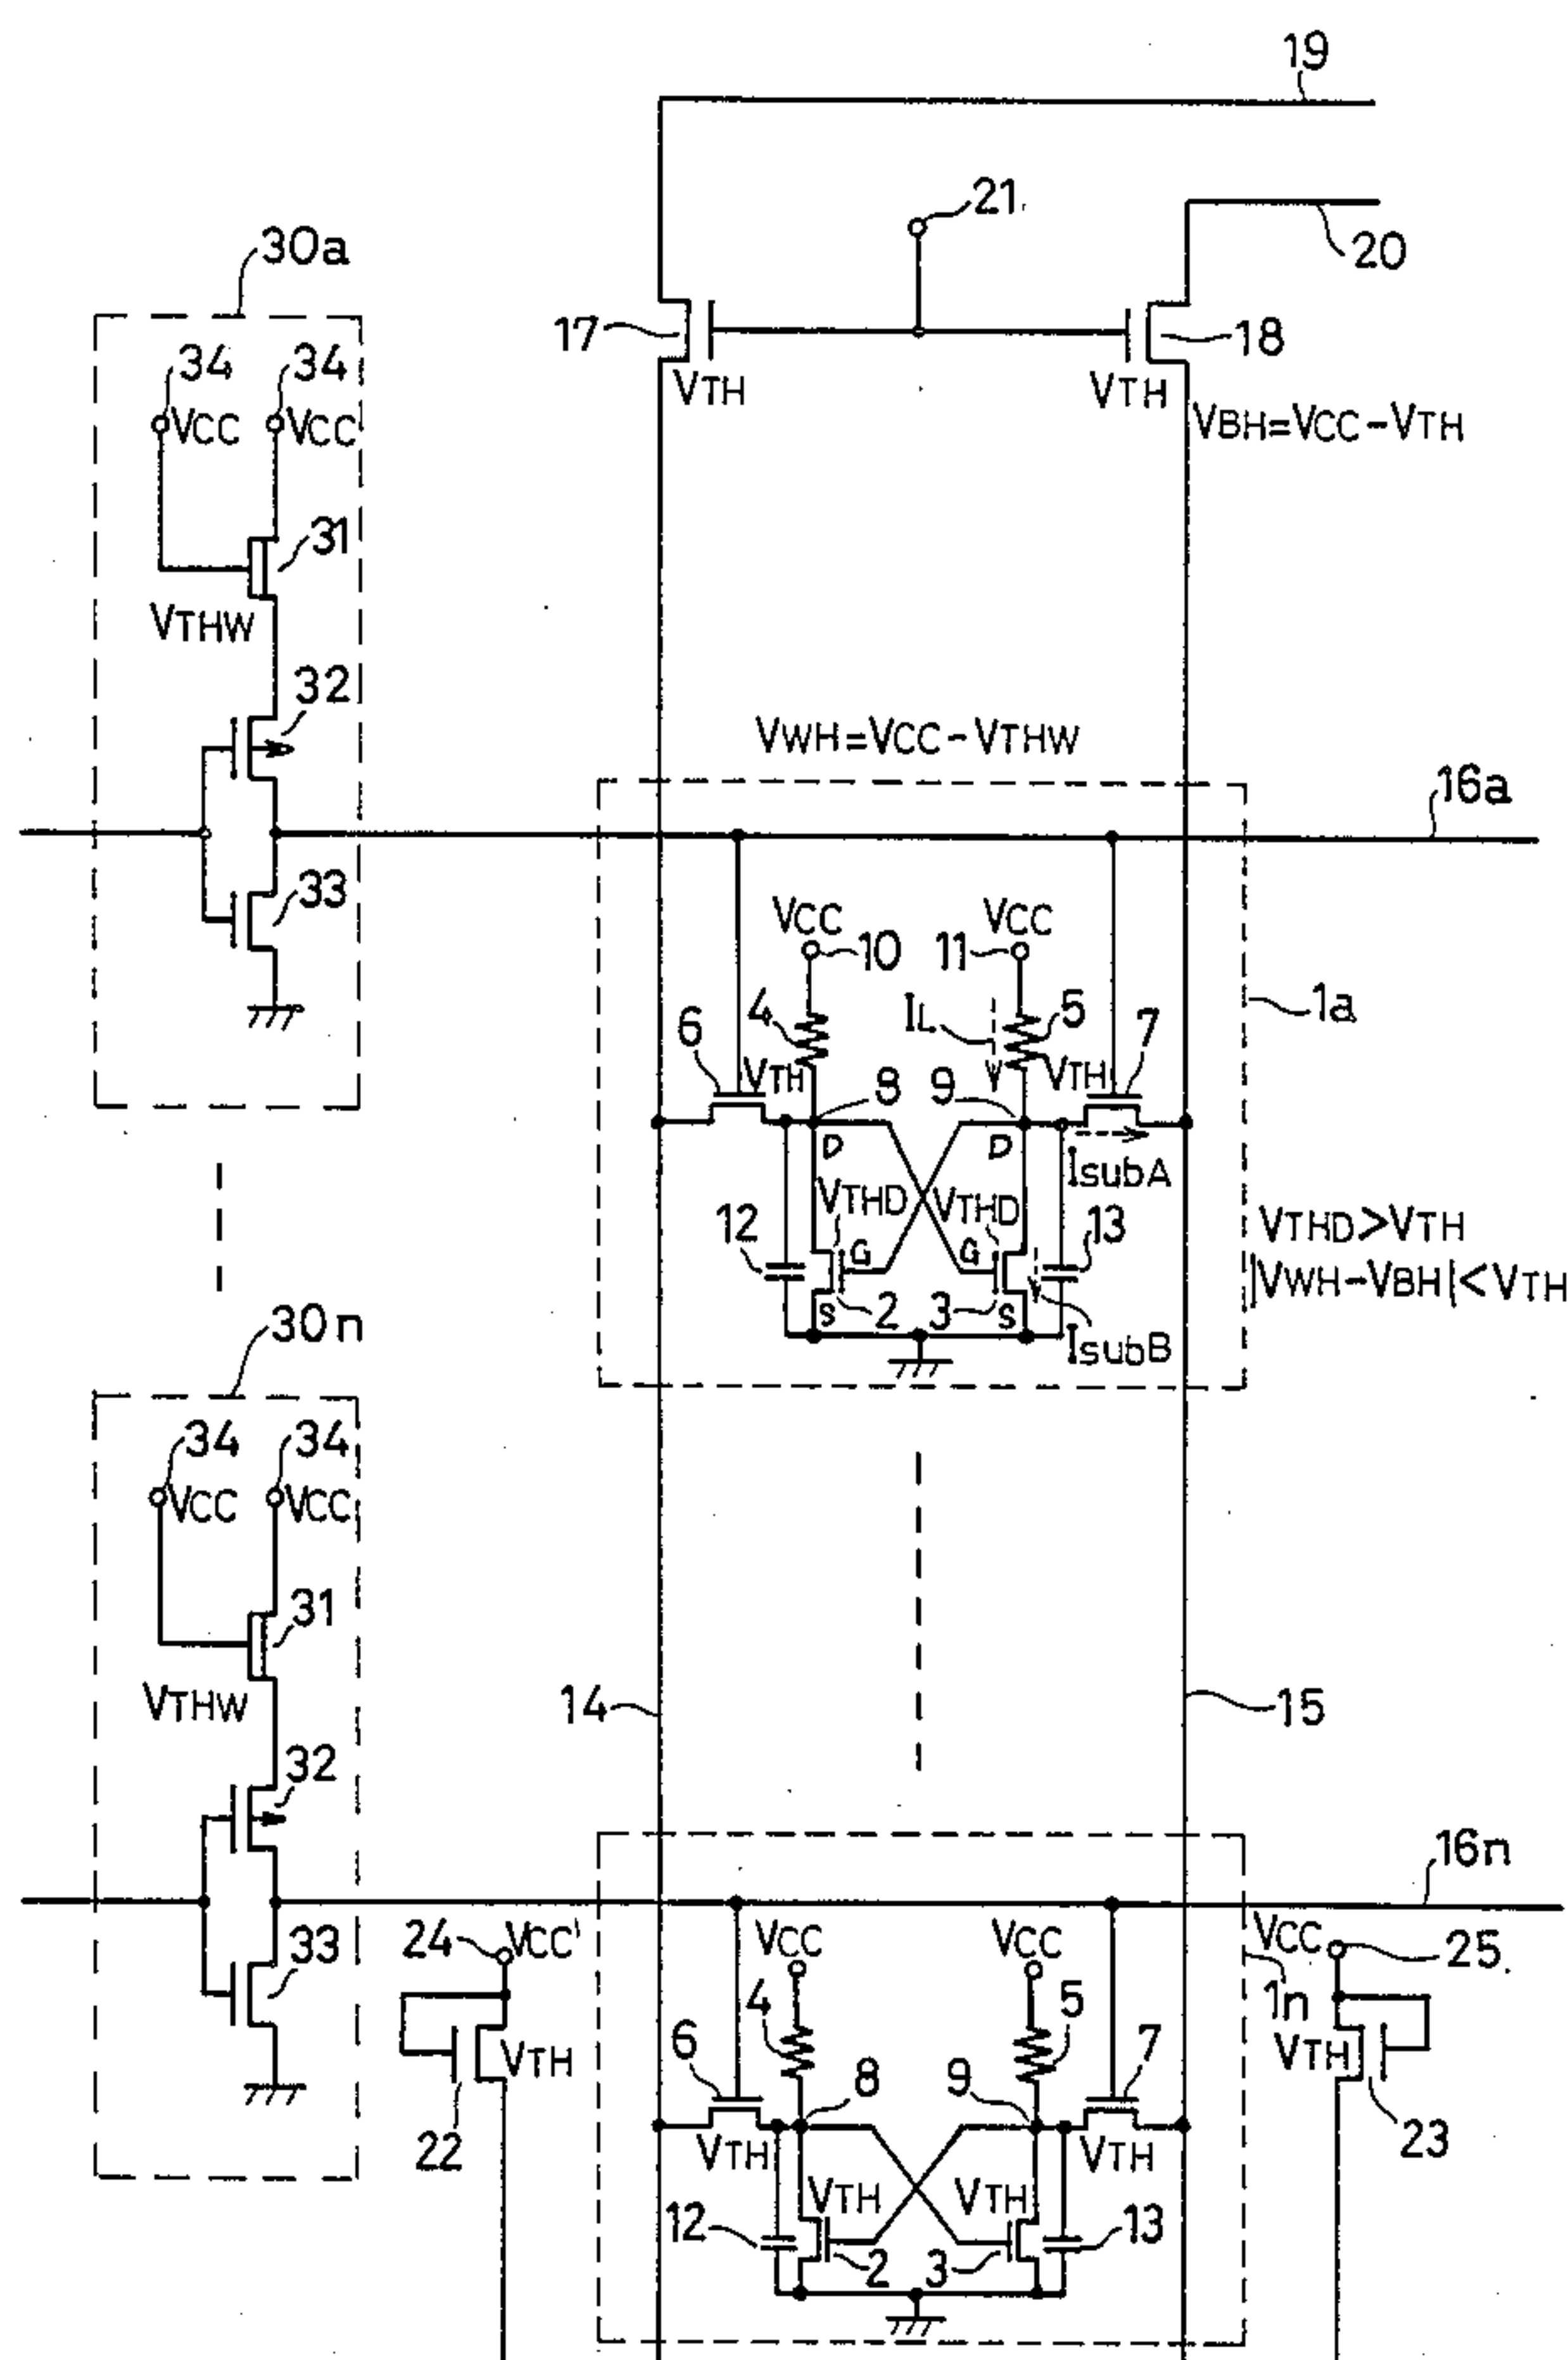 19
21
20
30a
17
18
34 34
VCC VCC
VTH VTH
VBH=VCC-VTH
31
VTHW
32
VWH=VCC-VTHW
16a
33
VCC VCC
10 11
1a
4 IL 5 7
6
VTH VTH
8 9
D D
IsubA
VTHD VTHD
12 13
VTHD>VTH
G G
|VWH-VBH|<VTH
2 3
S S
IsubB
30n
34 34
VCC VCC
31
14 15
VTHW
32
16n
24 VCC
VCC VCC
VCC 25
33
1n
4 5
6 7
VTH VTH
8 9
22 23
VTH VTH
VTH VTH
12 13
2 3